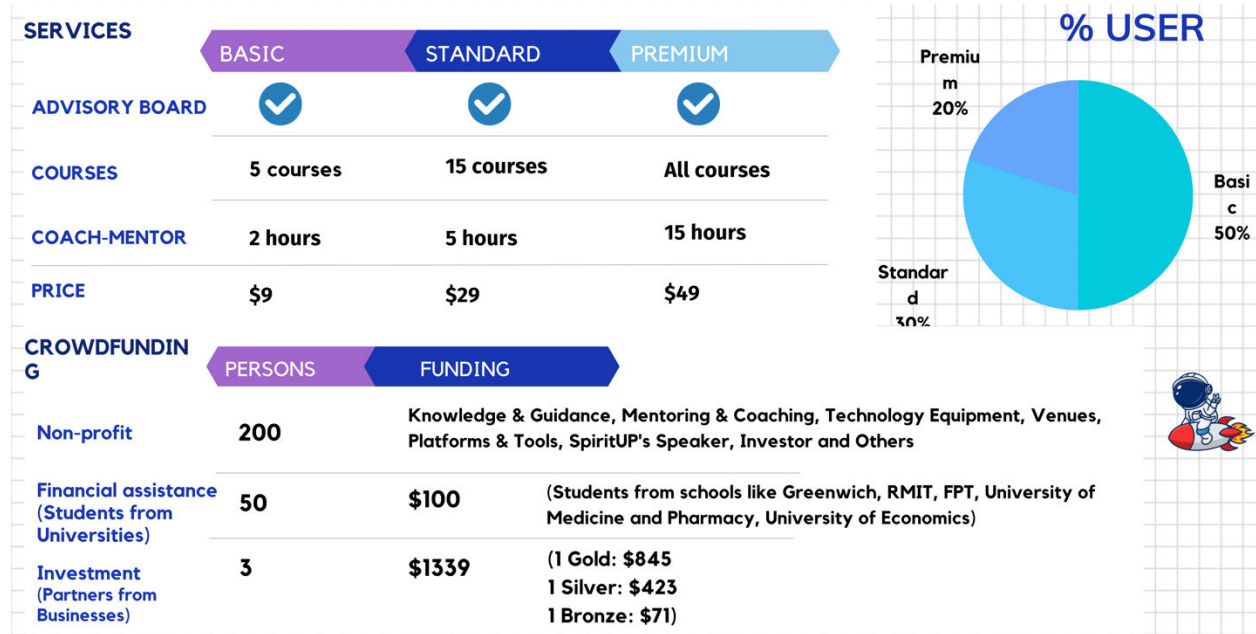 SERVICES
BASIC
STANDARD
PREMIUM
ADVISORY BOARD
COURSES
5 courses
15 courses
All courses
COACH-MENTOR
2 hours
5 hours
15 hours
PRICE
$9
$29
$49
% USER
Premiu
m
20%
Basi
c
50%
Standar
d
30%
CROWDFUNDIN
G
PERSONS
FUNDING
Non-profit
200
Knowledge & Guidance, Mentoring & Coaching, Technology Equipment, Venues,
Platforms & Tools, SpiritUP's Speaker, Investor and Others
Financial assistance
(Students from
Universities)
50
$100
(Students from schools like Greenwich, RMIT, FPT, University of
Medicine and Pharmacy, University of Economics)
Investment
(Partners from
Businesses)
3
$1339
(1 Gold: $845
1 Silver: $423
1 Bronze: $71)